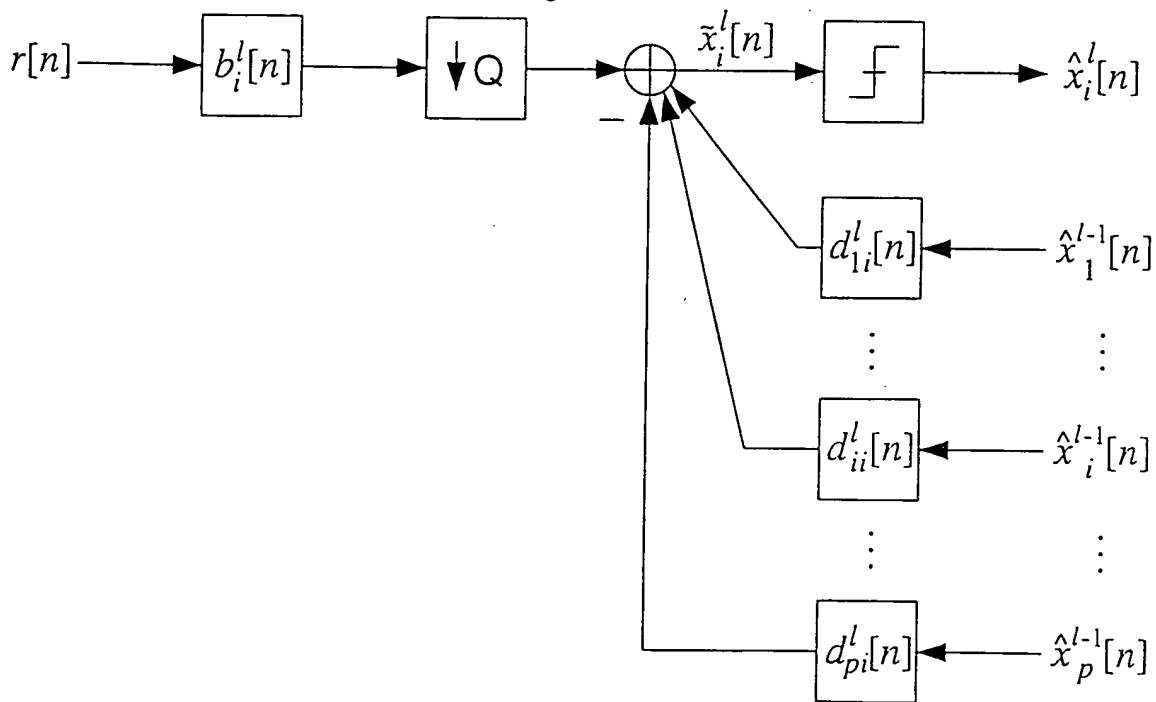 r[n]
b_i^l[n]
↓Q
x̃_i^l[n]
x̂_i^l[n]
−
d_{1i}^l[n]
x̂_1^{l-1}[n]
⋮ ⋮
d_{ii}^l[n]
x̂_i^{l-1}[n]
⋮ ⋮
d_{pi}^l[n]
x̂_p^{l-1}[n]